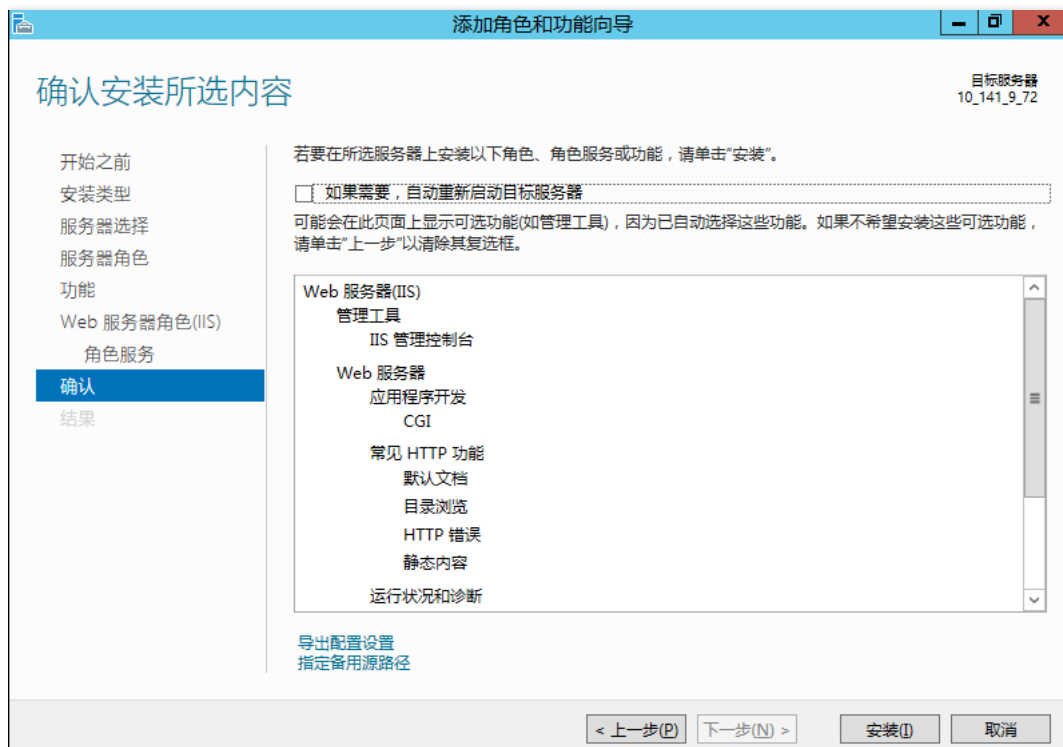 添加角色和功能向导
确认安装所选内容
目标服务器
10_141_9_72
开始之前
安装类型
服务器选择
服务器角色
功能
Web 服务器角色(IIS)
角色服务
确认
结果
若要在所选服务器上安装以下角色、角色服务或功能，请单击"安装"。
如果需要，自动重新启动目标服务器
可能会在此页面上显示可选功能(如管理工具)，因为已自动选择这些功能。如果不希望安装这些可选功能，
请单击"上一步"以清除其复选框。
Web 服务器(IIS)
管理工具
IIS 管理控制台
Web 服务器
应用程序开发
CGI
常见 HTTP 功能
默认文档
目录浏览
HTTP 错误
静态内容
运行状况和诊断
导出配置设置
指定备用源路径
< 上一步(P)
下一步(N) >
安装(I)
取消